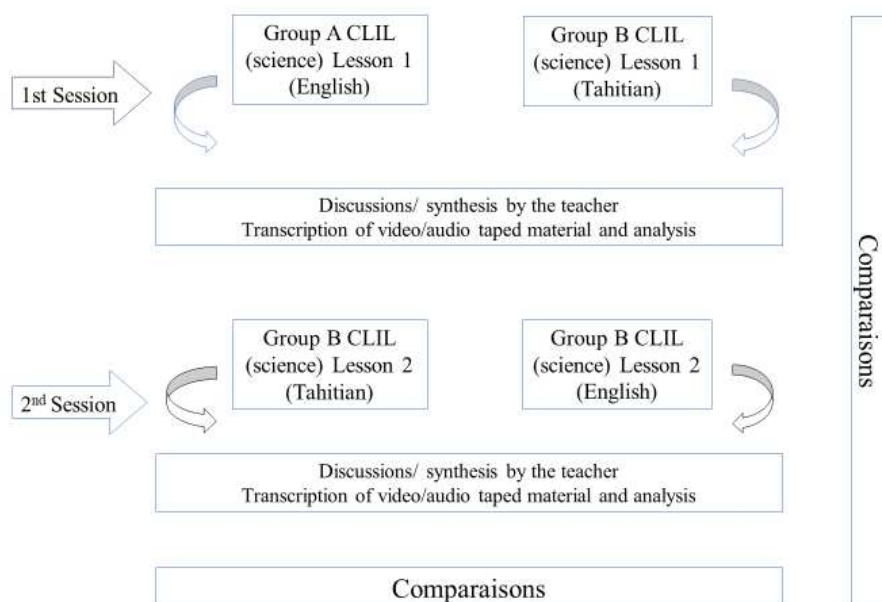 Group A CLIL
(science) Lesson 1
(English)
Group B CLIL
(science) Lesson 1
(Tahitian)
1st Session
Discussions/ synthesis by the teacher
Transcription of video/audio taped material and analysis
Group B CLIL
(science) Lesson 2
(Tahitian)
Group B CLIL
(science) Lesson 2
(English)
2nd Session
Discussions/ synthesis by the teacher
Transcription of video/audio taped material and analysis
Comparaisons
Comparaisons